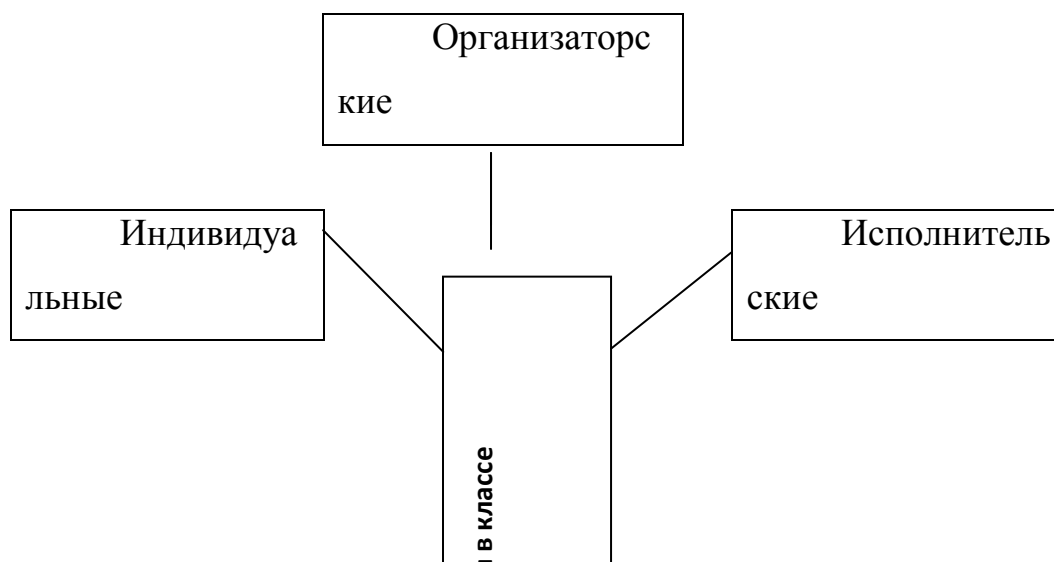 Организаторс
кие
Индивидуа
льные
Исполнитель
ские
в классе